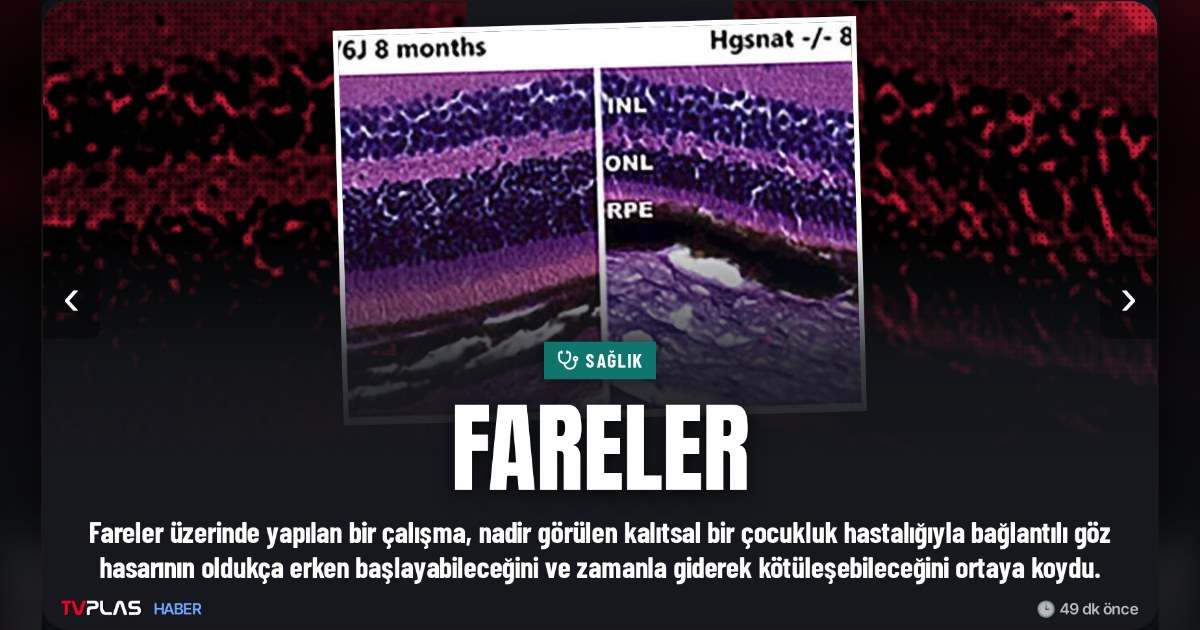 /6J 8 months
Hgsnat -/- 8
INL
ONL
RPE
SAĞLIK
FARELER
Fareler üzerinde yapılan bir çalışma, nadir görülen kalıtsal bir çocukluk hastalığıyla bağlantılı göz
hasarının oldukça erken başlayabileceğini ve zamanla giderek kötüleşebileceğini ortaya koydu.
TVPLAS HABER
49 dk önce